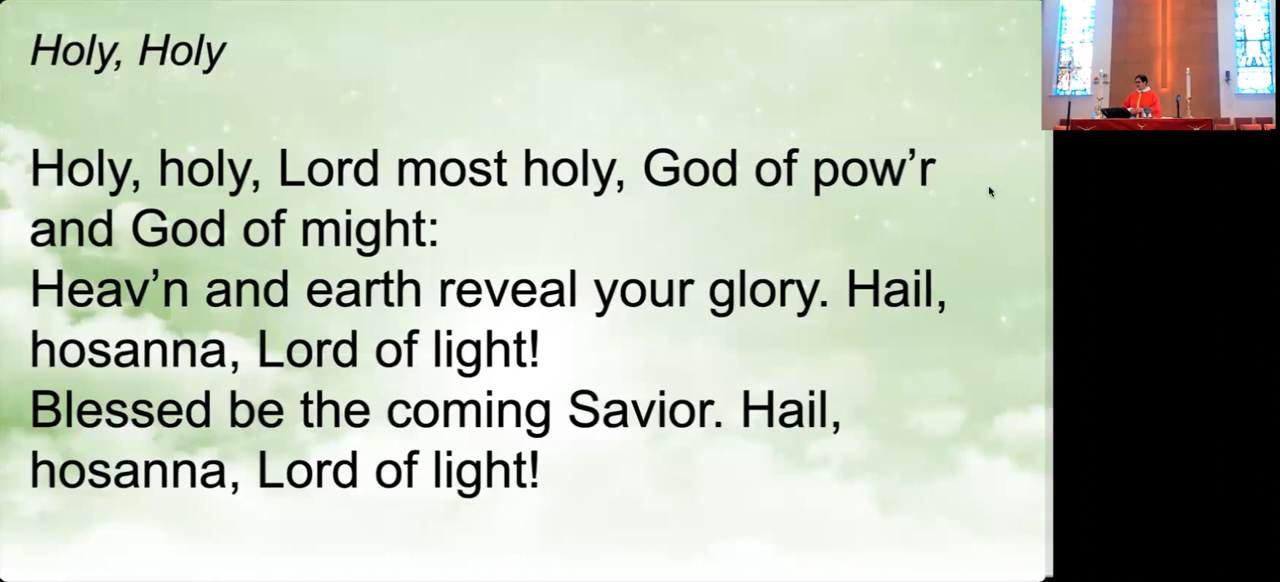 Holy, Holy
Holy, holy, Lord most holy, God of pow’r
and God of might:
Heav’n and earth reveal your glory. Hail,
hosanna, Lord of light!
Blessed be the coming Savior. Hail,
hosanna, Lord of light!